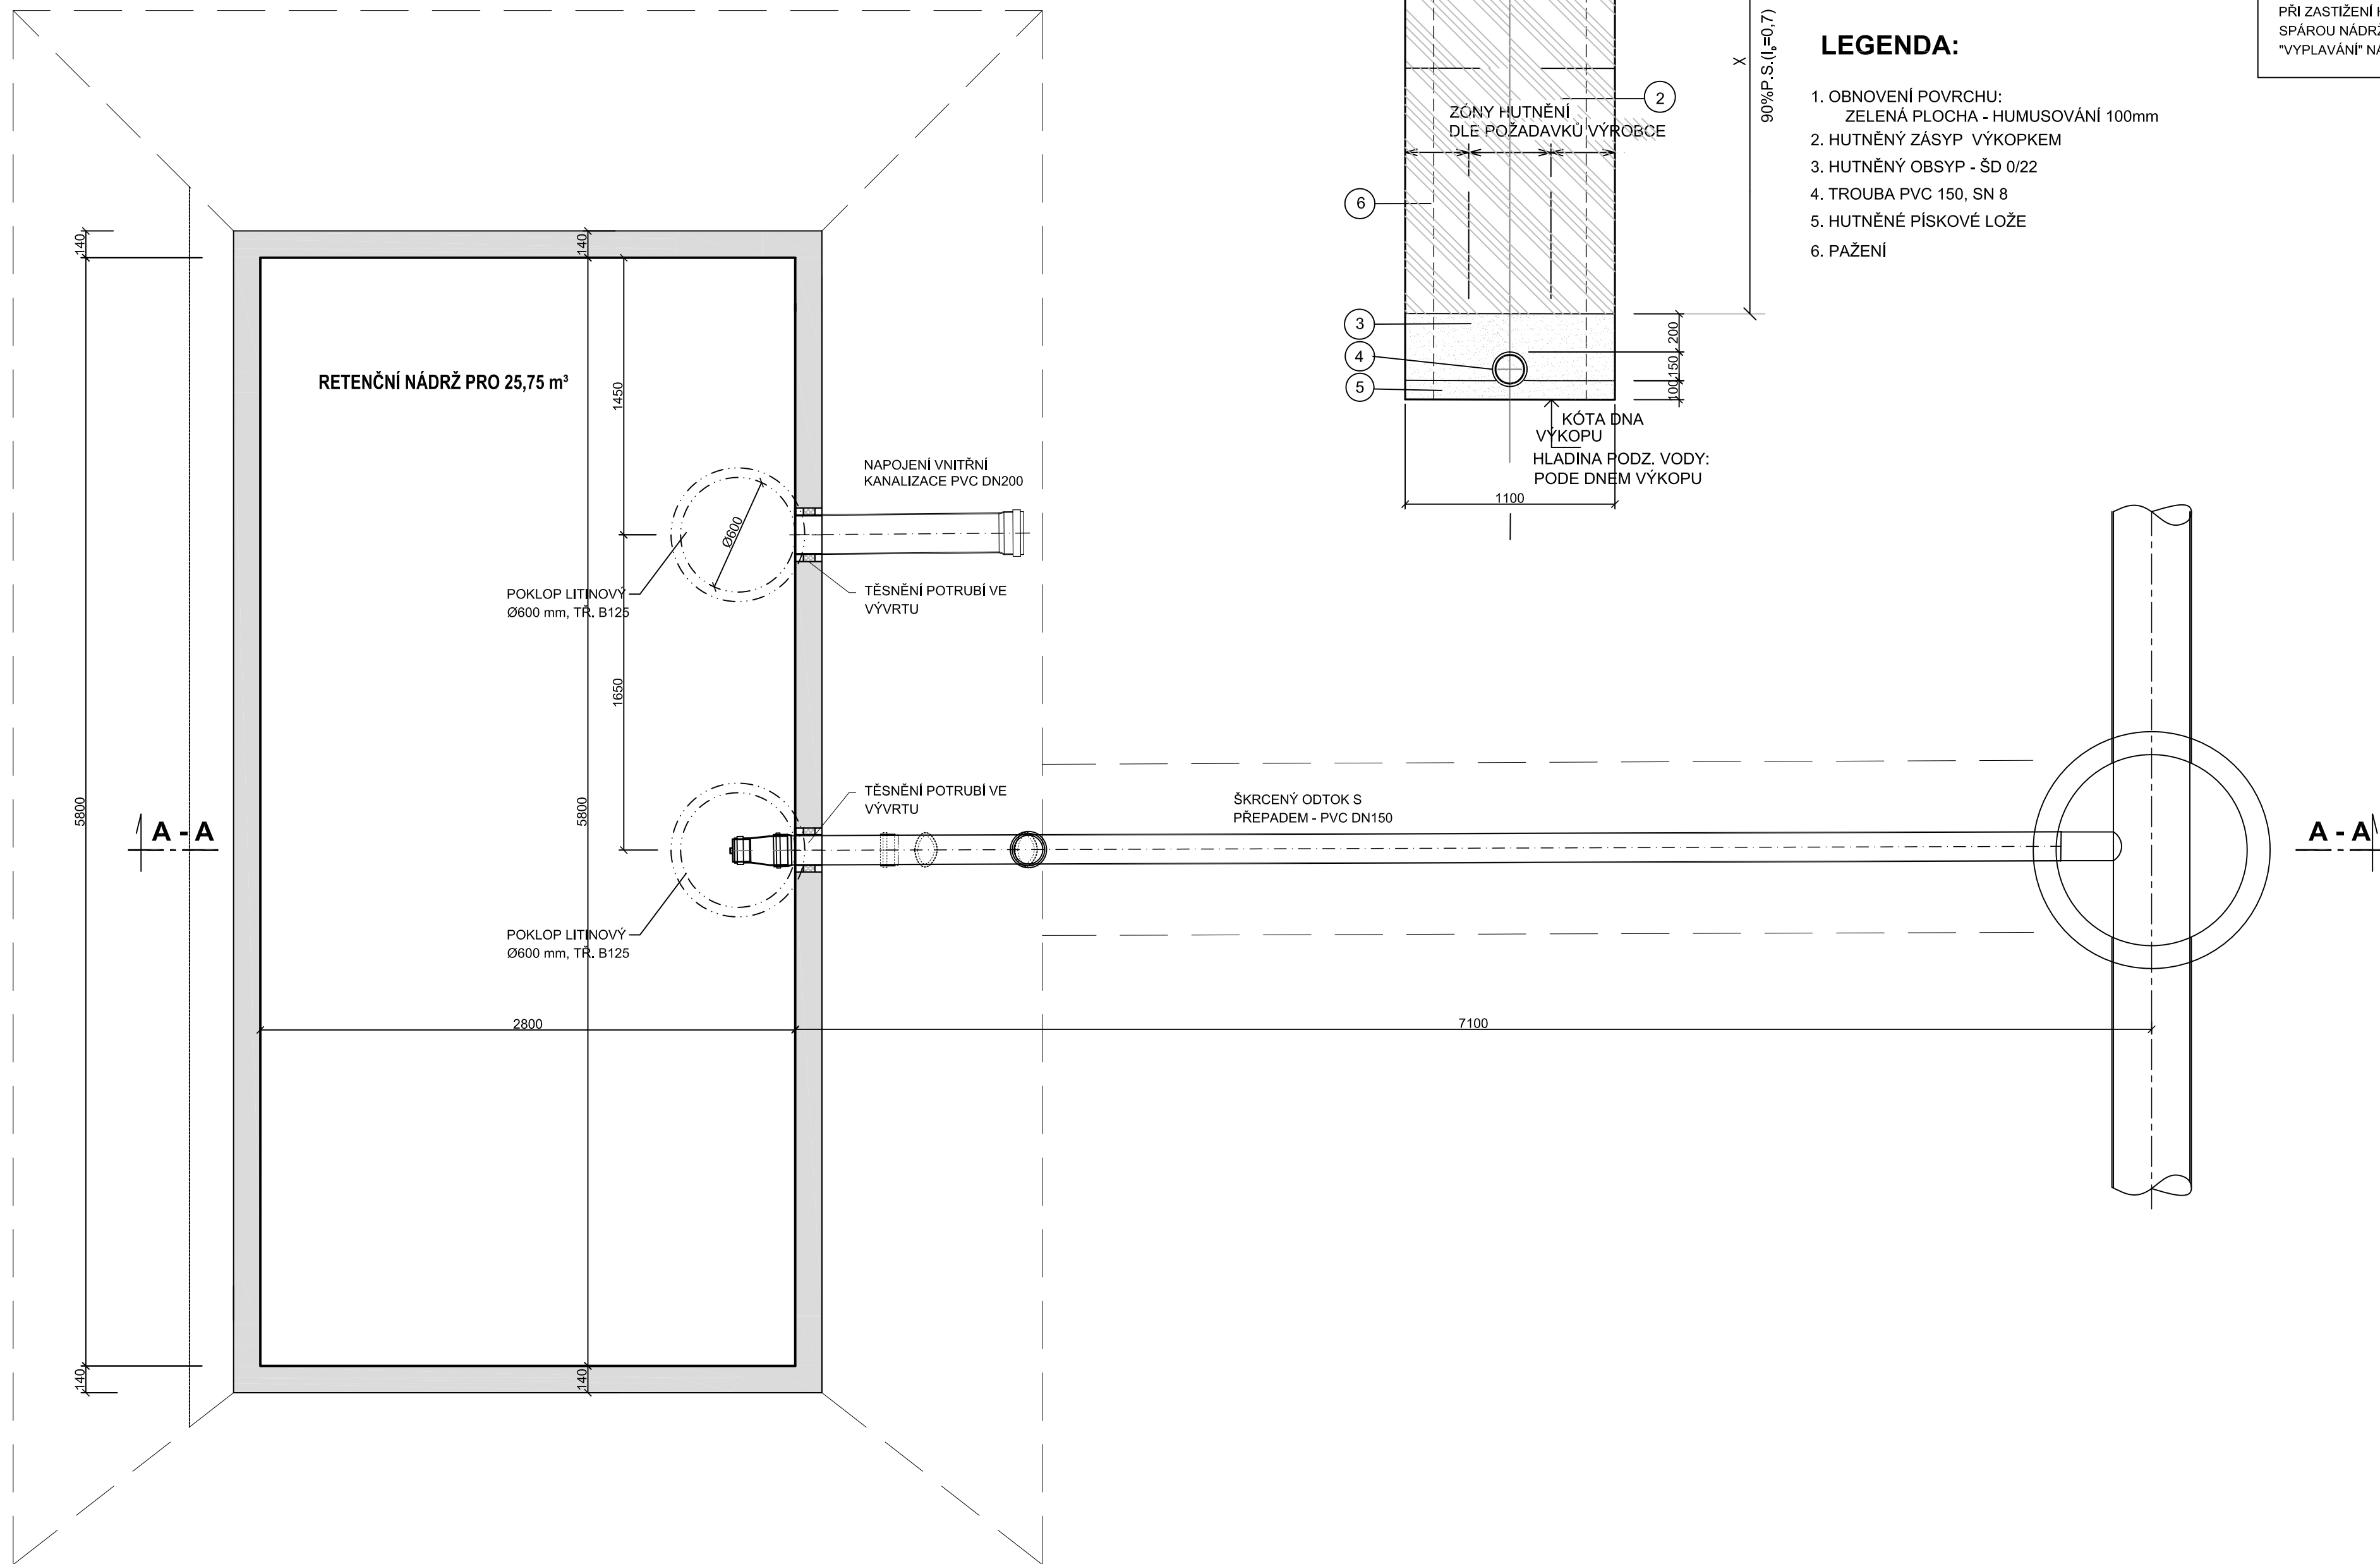 RETENČNÍ NÁDRŽ PRO 25,75 m³
140
140
5800
5800
140
140
1450
1650
Ø600
POKLOP LITINOVÝ
Ø600 mm, TŘ. B125
NAPOJENÍ VNITŘNÍ
KANALIZACE PVC DN200
TĚSNĚNÍ POTRUBÍ VE
VÝVRTU
TĚSNĚNÍ POTRUBÍ VE
VÝVRTU
POKLOP LITINOVÝ
Ø600 mm, TŘ. B125
A - A
ŠKRCENÝ ODTOK S
PŘEPADEM - PVC DN150
A - A
2800
7100
ZÓNY HUTNĚNÍ
DLE POŽADAVKŮ VÝROBCE
2
6
3
4
5
X
90%P.S.(I =0,7)
200
150
100
KÓTA DNA
VÝKOPU
HLADINA PODZ. VODY:
PODE DNEM VÝKOPU
1100
LEGENDA:
1. OBNOVENÍ POVRCHU:
ZELENÁ PLOCHA - HUMUSOVÁNÍ 100mm
2. HUTNĚNÝ ZÁSYP VÝKOPKEM
3. HUTNĚNÝ OBSYP - ŠD 0/22
4. TROUBA PVC 150, SN 8
5. HUTNĚNÉ PÍSKOVÉ LOŽE
6. PAŽENÍ
PŘI ZASTIŽENÍ
SPÁROU
"VYPLAVÁNÍ"